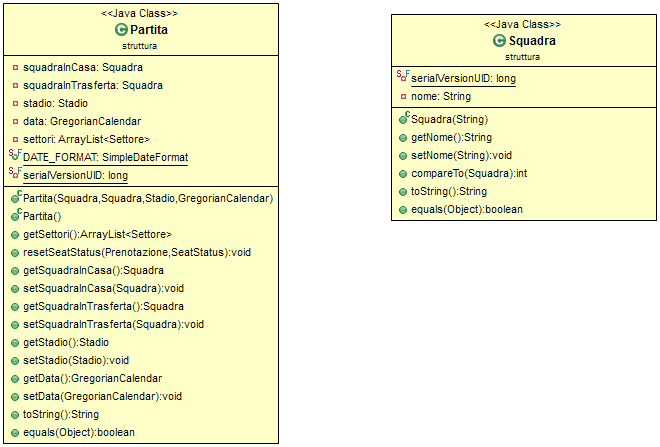 <<Java Class>>
Partita
struttura
squadraInCasa: Squadra
squadraInTrasferta: Squadra
stadio: Stadio
data: GregorianCalendar
settori: ArrayList<Settore>
DATE_FORMAT: SimpleDateFormat
serialVersionUID: long
Partita(Squadra,Squadra,Stadio,GregorianCalendar)
Partita()
getSettori():ArrayList<Settore>
resetSeatStatus(Prenotazione,SeatStatus):void
getSquadraInCasa():Squadra
setSquadraInCasa(Squadra):void
getSquadraInTrasferta():Squadra
setSquadraInTrasferta(Squadra):void
getStadio():Stadio
setStadio(Stadio):void
getData():GregorianCalendar
setData(GregorianCalendar):void
toString():String
equals(Object):boolean
<<Java Class>>
Squadra
struttura
serialVersionUID: long
nome: String
Squadra(String)
getNome():String
setNome(String):void
compareTo(Squadra):int
toString():String
equals(Object):boolean